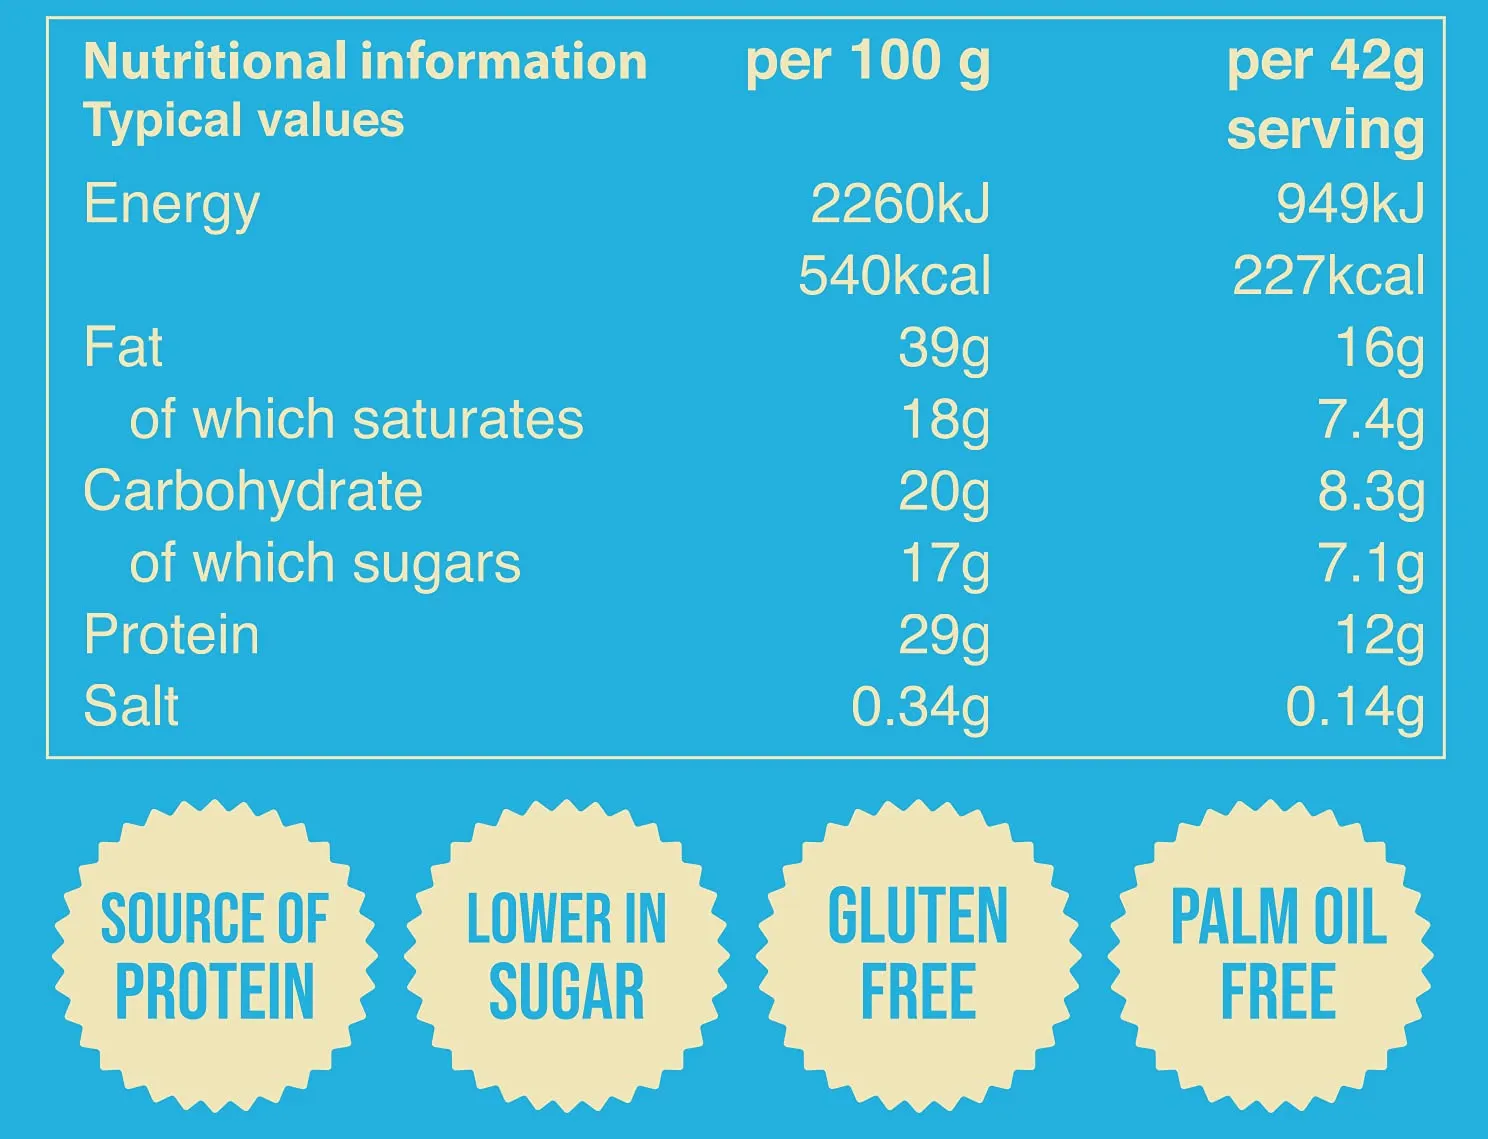 Nutritional information per 100 g per 42g
Typical values serving
Energy 2260kJ 949kJ
540kcal 227kcal
Fat 39g 16g
of which saturates 18g 7.4g
Carbohydrate 20g 8.3g
of which sugars 17g 7.1g
Protein 29g 12g
Salt 0.34g 0.14g
SOURCE OF
PROTEIN
LOWER IN
SUGAR
GLUTEN
FREE
PALM OIL
FREE